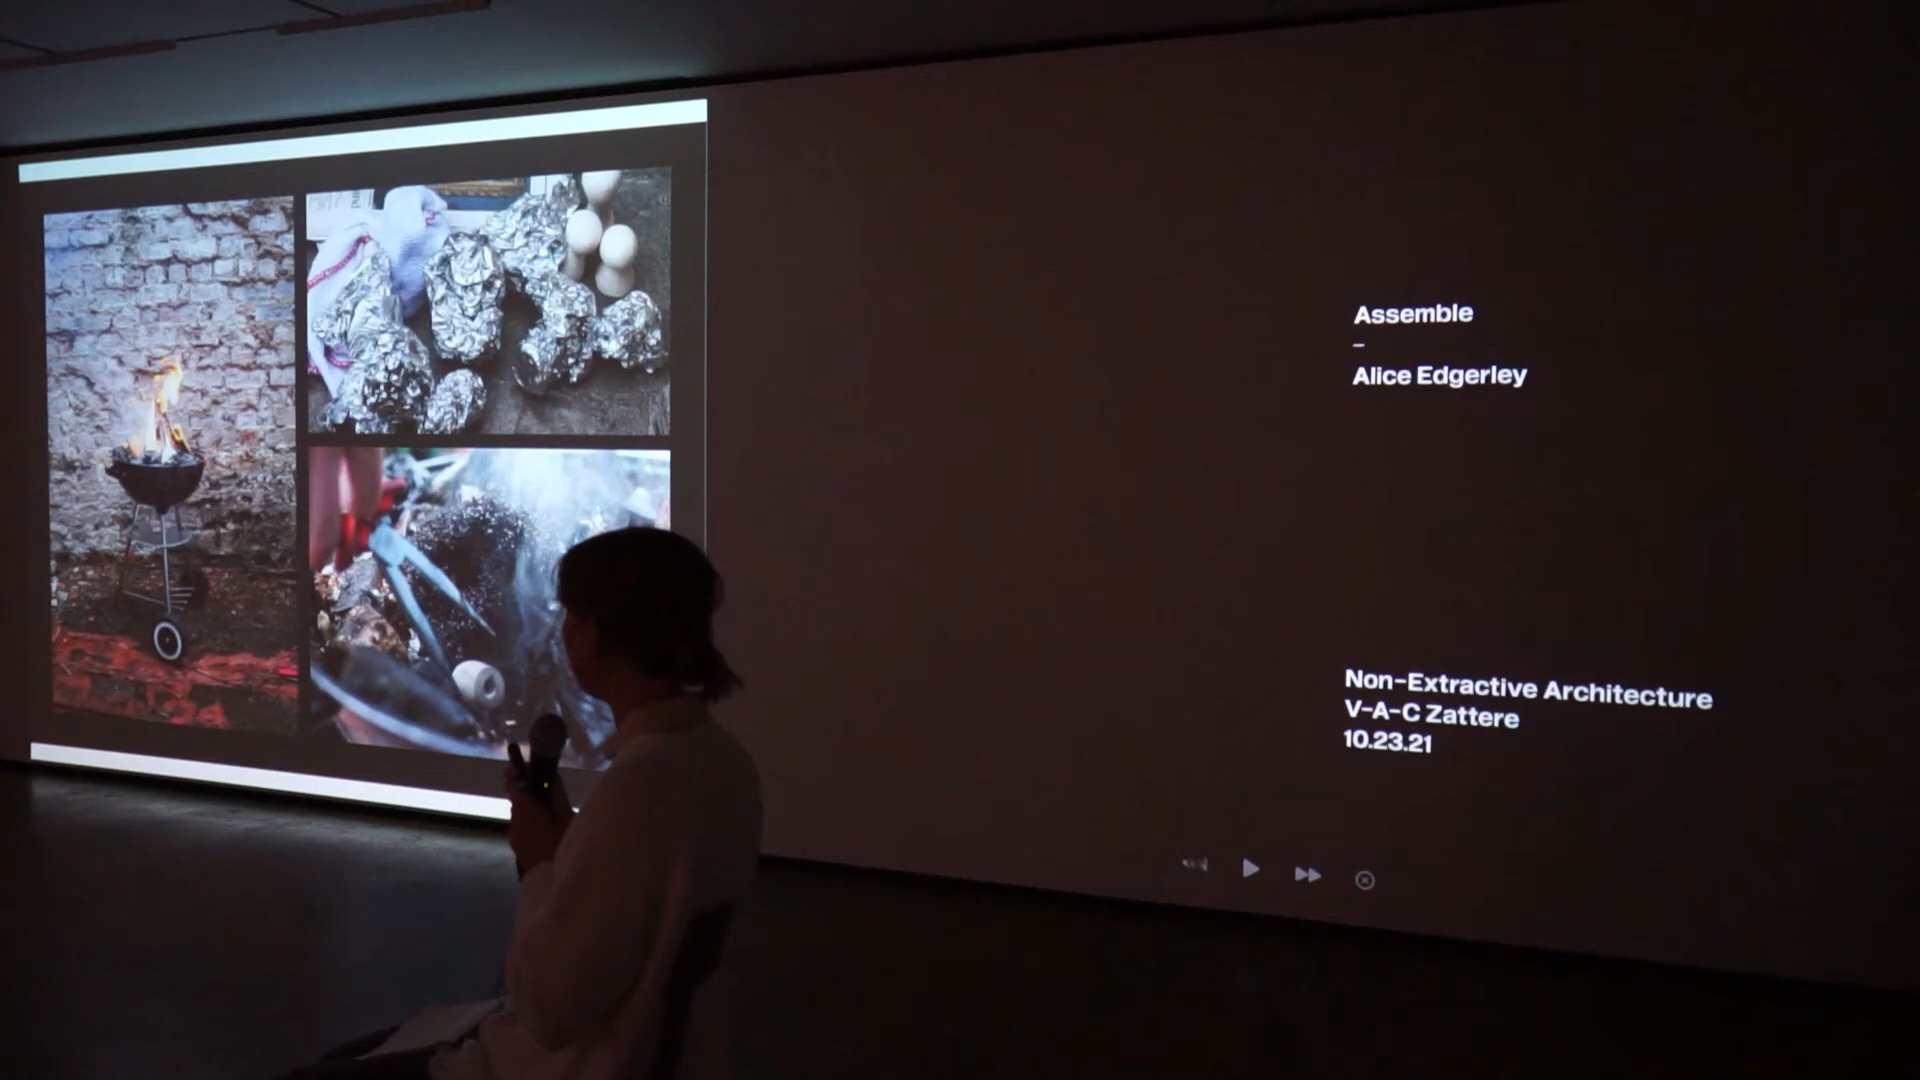 Assemble
–
Alice Edgerley
Non-Extractive Architecture
V-A-C Zattere
10.23.21